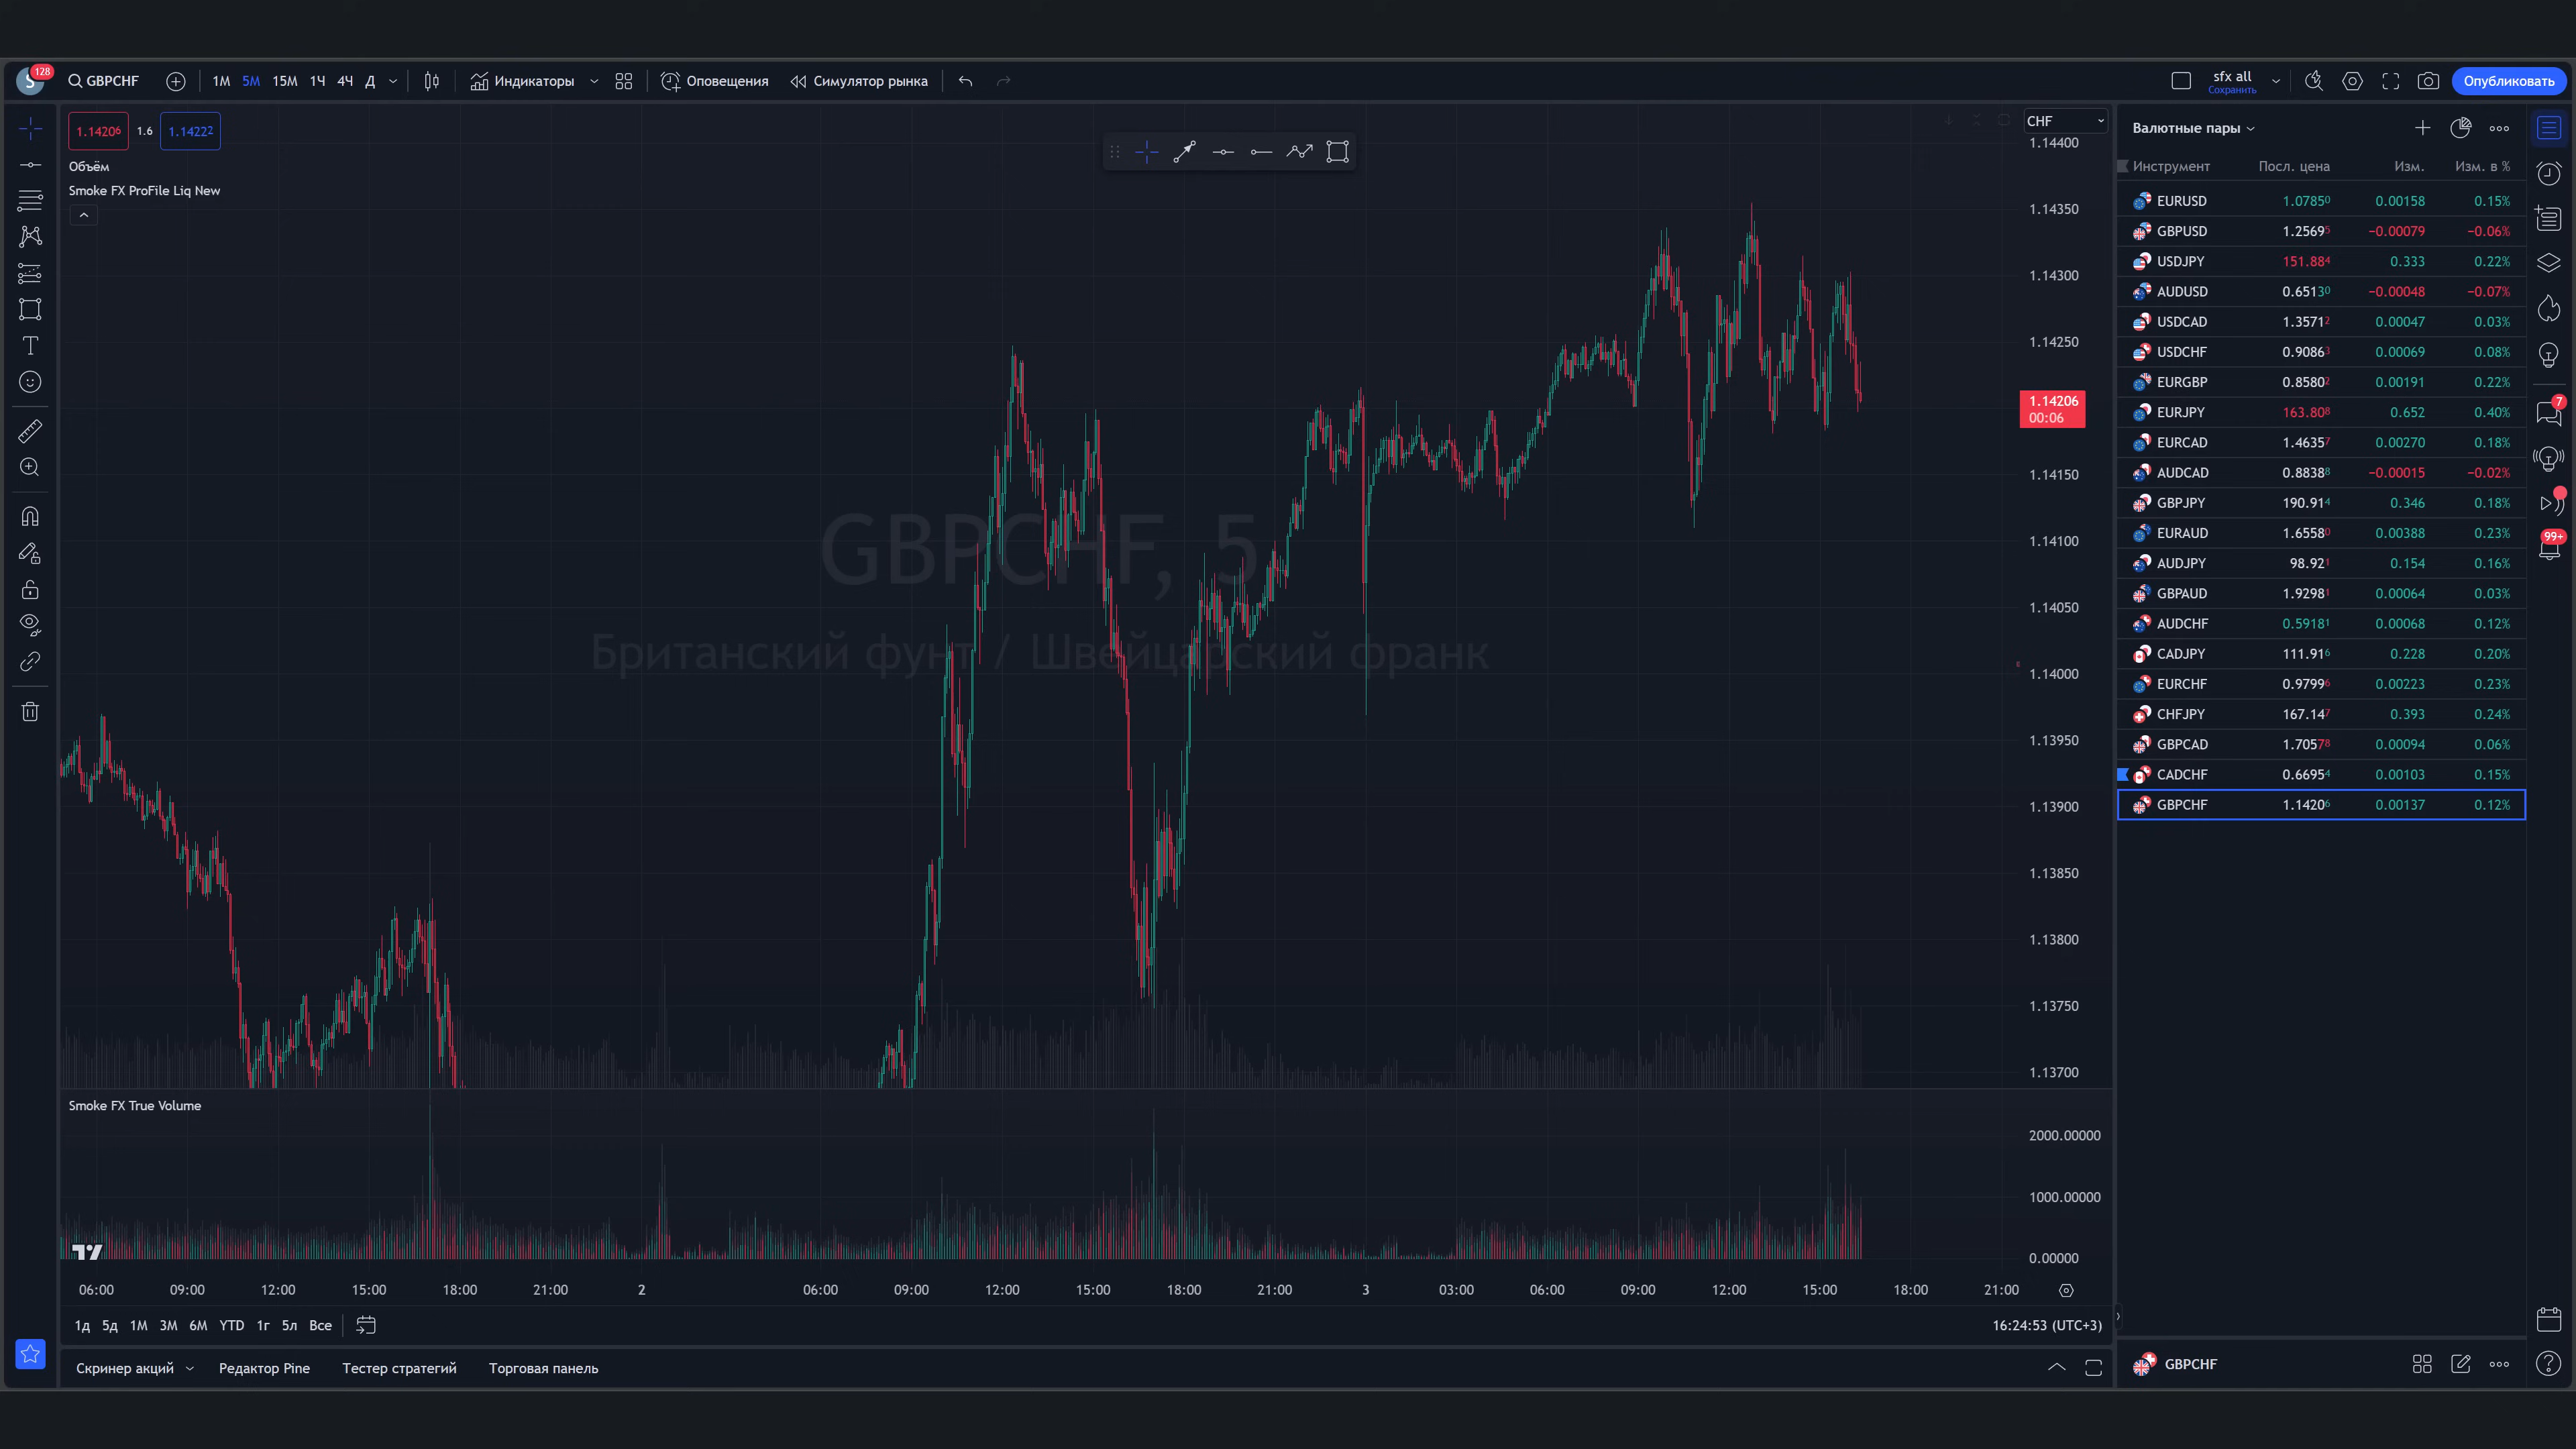 S 128 GBPCHF 1М 5М 15М 1Ч 4Ч Д Индикаторы Оповещения Симулятор рынка sfx all Опубликовать
Сохранить
1.14206 1.6 1.14222
Объём
Smoke FX ProFile Liq New
GBPCHF, 5
Британский фунт / Швейцарский франк
CHF
1.14400
1.14350
1.14300
1.14250
1.14206
00:06
1.14150
1.14100
1.14050
1.14000
1.13950
1.13900
1.13850
1.13800
1.13750
1.13700
Smoke FX True Volume
2000.00000
1000.00000
0.00000
06:00 09:00 12:00 15:00 18:00 21:00 2 06:00 09:00 12:00 15:00 18:00 21:00 3 03:00 06:00 09:00 12:00 15:00 18:00 21:00
1д 5д 1М 3М 6М YTD 1г 5л Все 16:24:53 (UTC+3)
Скринер акций Редактор Pine Тестер стратегий Торговая панель
Валютные пары
Инструмент Посл. цена Изм. Изм. в %
EURUSD 1.07850 0.00158 0.15%
GBPUSD 1.25695 −0.00079 −0.06%
USDJPY 151.884 0.333 0.22%
AUDUSD 0.65130 −0.00048 −0.07%
USDCAD 1.35712 0.00047 0.03%
USDCHF 0.90863 0.00069 0.08%
EURGBP 0.85802 0.00191 0.22%
EURJPY 163.808 0.652 0.40%
EURCAD 1.46357 0.00270 0.18%
AUDCAD 0.88388 −0.00015 −0.02%
GBPJPY 190.914 0.346 0.18%
EURAUD 1.65580 0.00388 0.23%
AUDJPY 98.921 0.154 0.16%
GBPAUD 1.92981 0.00064 0.03%
AUDCHF 0.59181 0.00068 0.12%
CADJPY 111.916 0.228 0.20%
EURCHF 0.97996 0.00223 0.23%
CHFJPY 167.147 0.393 0.24%
GBPCAD 1.70578 0.00094 0.06%
CADCHF 0.66954 0.00103 0.15%
GBPCHF 1.14206 0.00137 0.12%
GBPCHF
7
99+